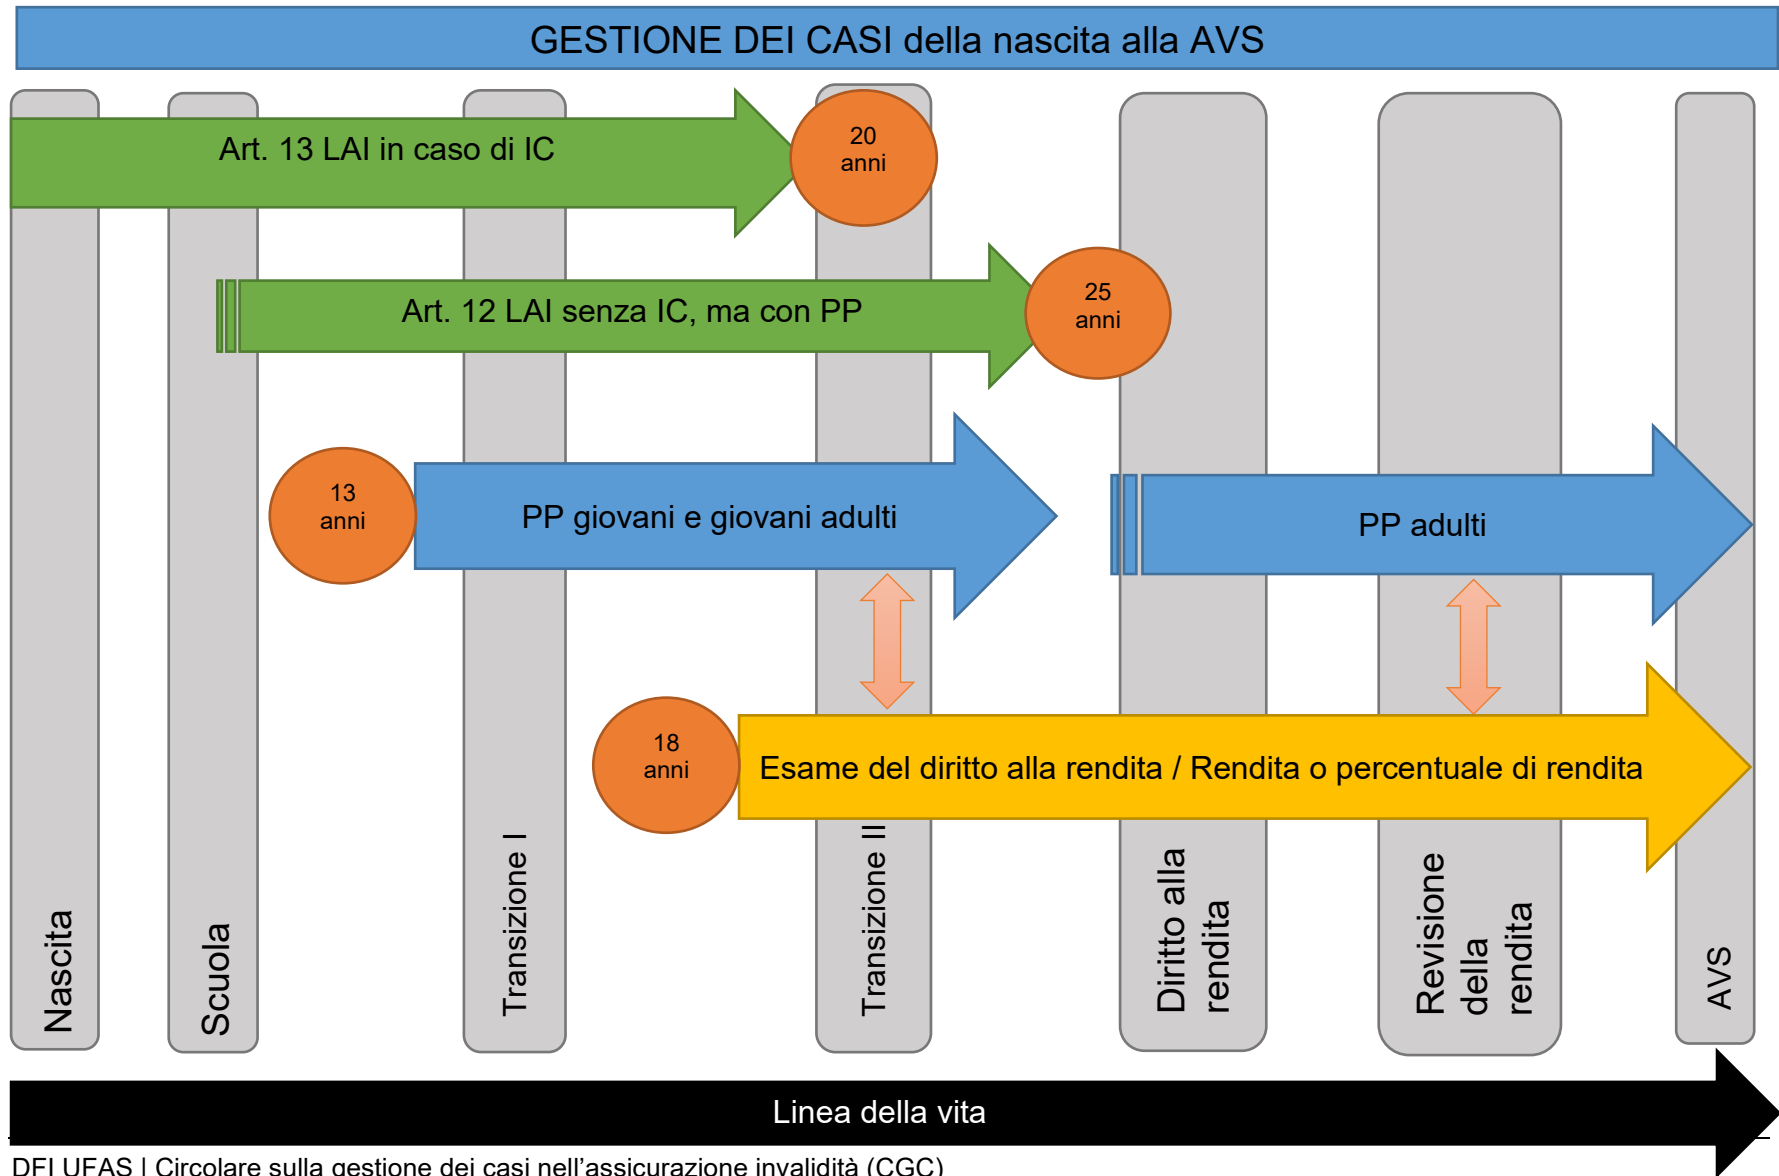 GESTIONE DEI CASI della nascita alla AVS
Art. 13 LAI in caso di IC
20
anni
Art. 12 LAI senza IC, ma con PP
25
anni
13
anni
PP giovani e giovani adulti
PP adulti
18
anni
Esame del diritto alla rendita / Rendita o percentuale di rendita
Nascita
Scuola
Transizione I
Transizione II
Diritto alla
rendita
Revisione
della
rendita
AVS
Linea della vita
DFI UFAS | Circolare sulla gestione dei casi nell'assicurazione invalidità (CGC)